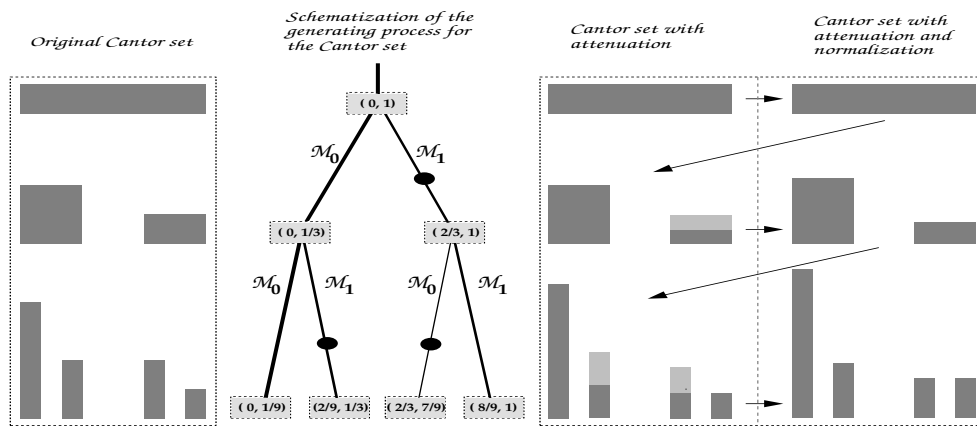 Original Cantor set
Schematization of the
generating process for
the Cantor set
Cantor set with
attenuation
Cantor set with
attenuation and
normalization
( 0, 1)
M0
M1
( 0, 1/3)
( 2/3, 1)
M0
M1
M0
M1
( 0, 1/9)
(2/9, 1/3)
( 2/3, 7/9)
( 8/9, 1)